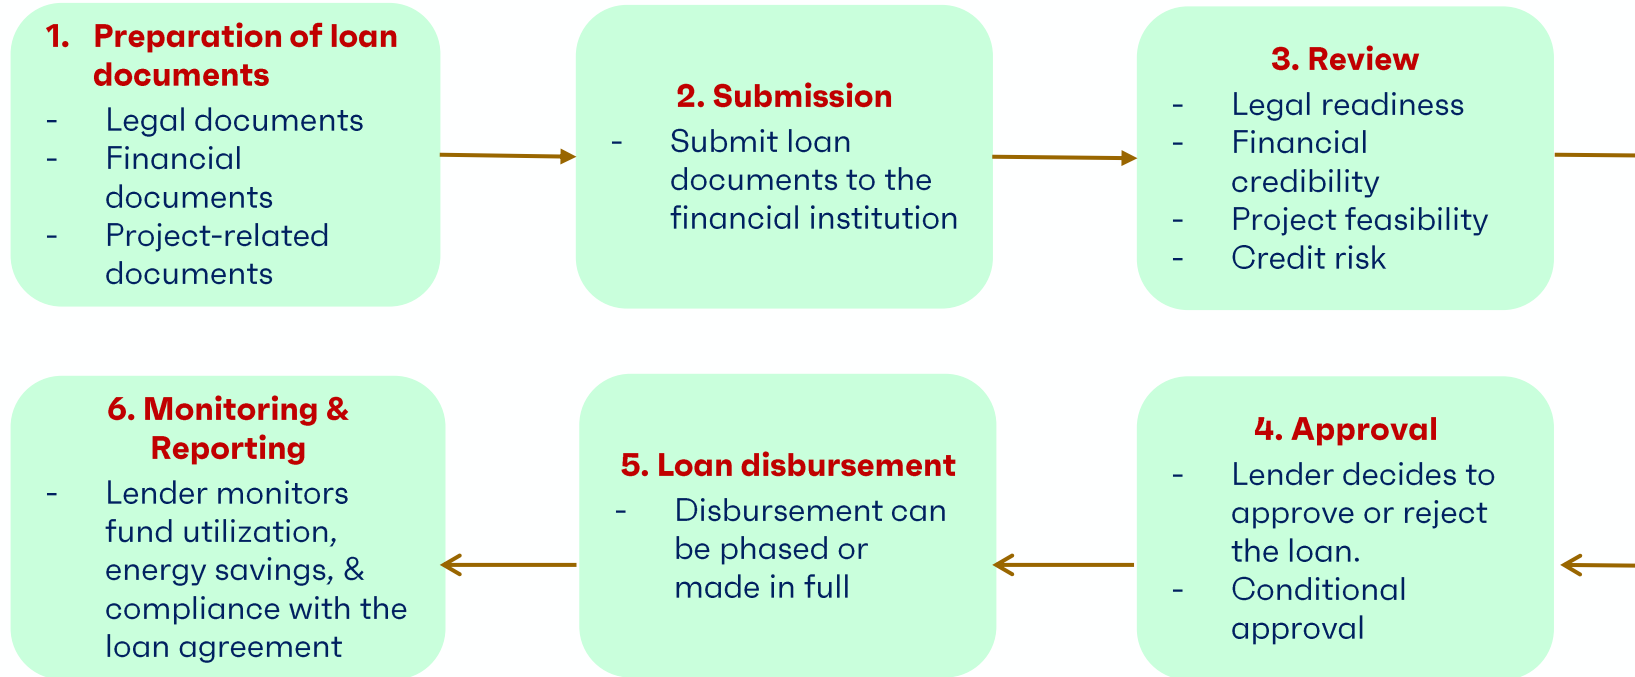 1. Preparation of loan
documents
- Legal documents
- Financial
documents
- Project-related
documents
2. Submission
- Submit loan
documents to the
financial institution
3. Review
- Legal readiness
- Financial
credibility
- Project feasibility
- Credit risk
4. Approval
- Lender decides to
approve or reject
the loan.
- Conditional
approval
5. Loan disbursement
- Disbursement can
be phased or
made in full
6. Monitoring &
Reporting
- Lender monitors
fund utilization,
energy savings, &
compliance with the
loan agreement